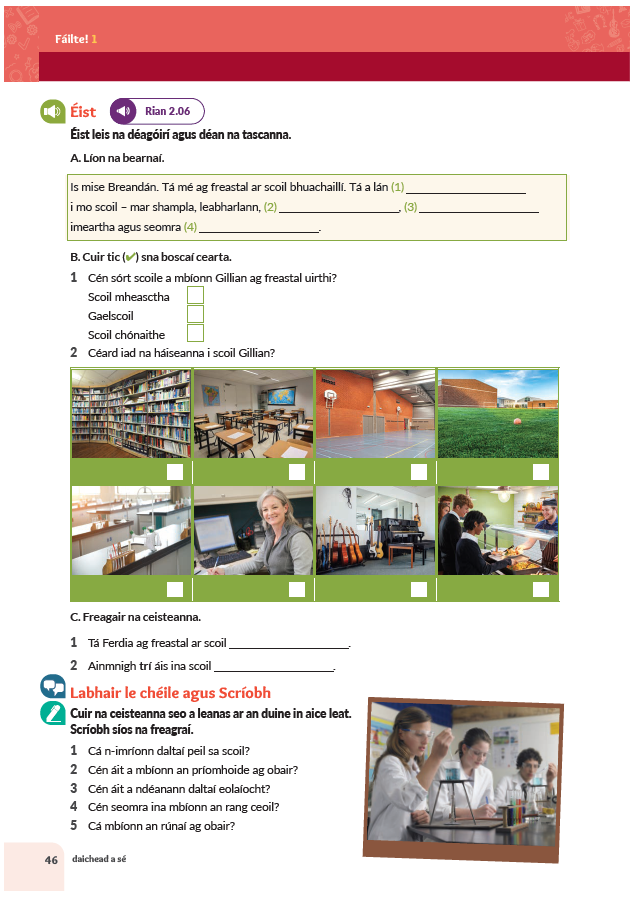 Fáilte! 1
Éist
Rian 2.06
Éist leis na déagóirí agus déan na tascanna.
A. Líon na bearnaí.
Is mise Breandán. Tá mé ag freastal ar scoil bhuachaillí. Tá a lán (1) ____________________
i mo scoil – mar shampla, leabharlann, (2) ____________________, (3) ____________________
imeartha agus seomra (4) ____________________.
B. Cuir tic (✔) sna boscaí cearta.
1 Cén sórt scoile a mbíonn Gillian ag freastal uirthi?
Scoil mheasctha
Gaelscoil
Scoil chónaithe
2 Céard iad na háiseanna i scoil Gillian?
C. Freagair na ceisteanna.
1 Tá Ferdia ag freastal ar scoil ____________________.
2 Ainmnigh trí áis ina scoil ____________________.
Labhair le chéile agus Scríobh
Cuir na ceisteanna seo a leanas ar an duine in aice leat.
Scríobh síos na freagraí.
1 Cá n-imríonn daltaí peil sa scoil?
2 Cén áit a mbíonn an príomhoide ag obair?
3 Cén áit a ndéanann daltaí eolaíocht?
4 Cén seomra ina mbíonn an rang ceoil?
5 Cá mbíonn an rúnaí ag obair?
46 daichead a sé